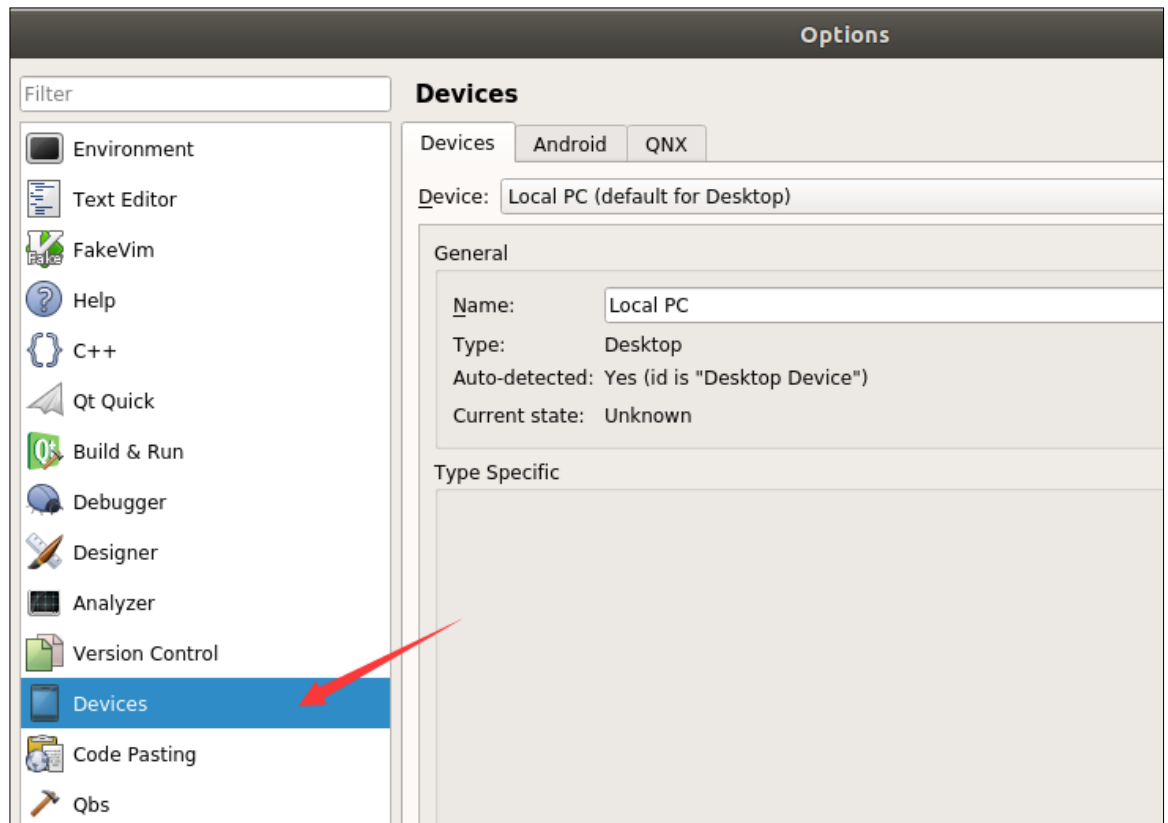 Options
Filter
Environment
Text Editor
FakeVim
Help
C++
Qt Quick
Build & Run
Debugger
Designer
Analyzer
Version Control
Devices
Code Pasting
Qbs
Devices
Devices Android QNX
Device: Local PC (default for Desktop)
General
Name: Local PC
Type: Desktop
Auto-detected: Yes (id is "Desktop Device")
Current state: Unknown
Type Specific